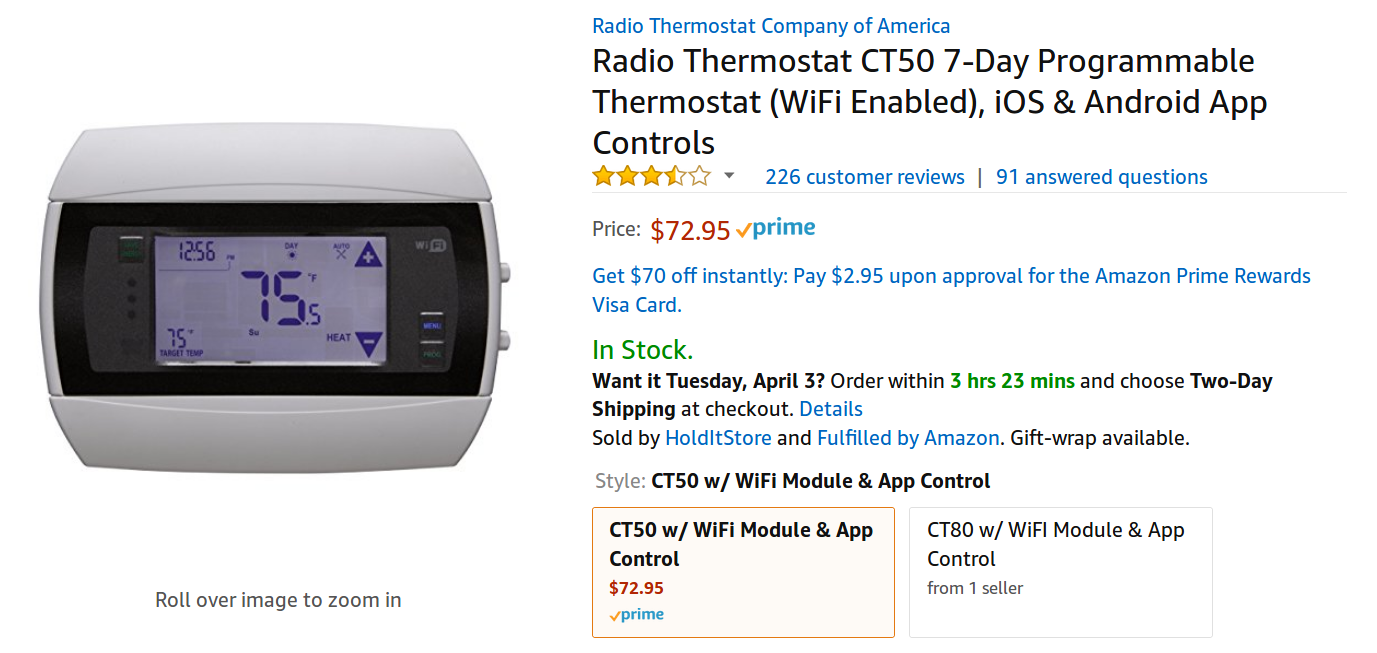 Radio Thermostat Company of America
Radio Thermostat CT50 7-Day Programmable
Thermostat (WiFi Enabled), iOS & Android App
Controls
226 customer reviews | 91 answered questions
Price: $72.95 prime
Get $70 off instantly: Pay $2.95 upon approval for the Amazon Prime Rewards
Visa Card.
In Stock.
Want it Tuesday, April 3? Order within 3 hrs 23 mins and choose Two-Day
Shipping at checkout. Details
Sold by HoldItStore and Fulfilled by Amazon. Gift-wrap available.
Style: CT50 w/ WiFi Module & App Control
CT50 w/ WiFi Module & App
Control
$72.95
prime
CT80 w/ WiFI Module & App
Control
from 1 seller
12:56 PM
DAY
AUTO
WiFi
75.5 °F
Su
HEAT
75°
TARGET TEMP
MENU
PROG
Roll over image to zoom in